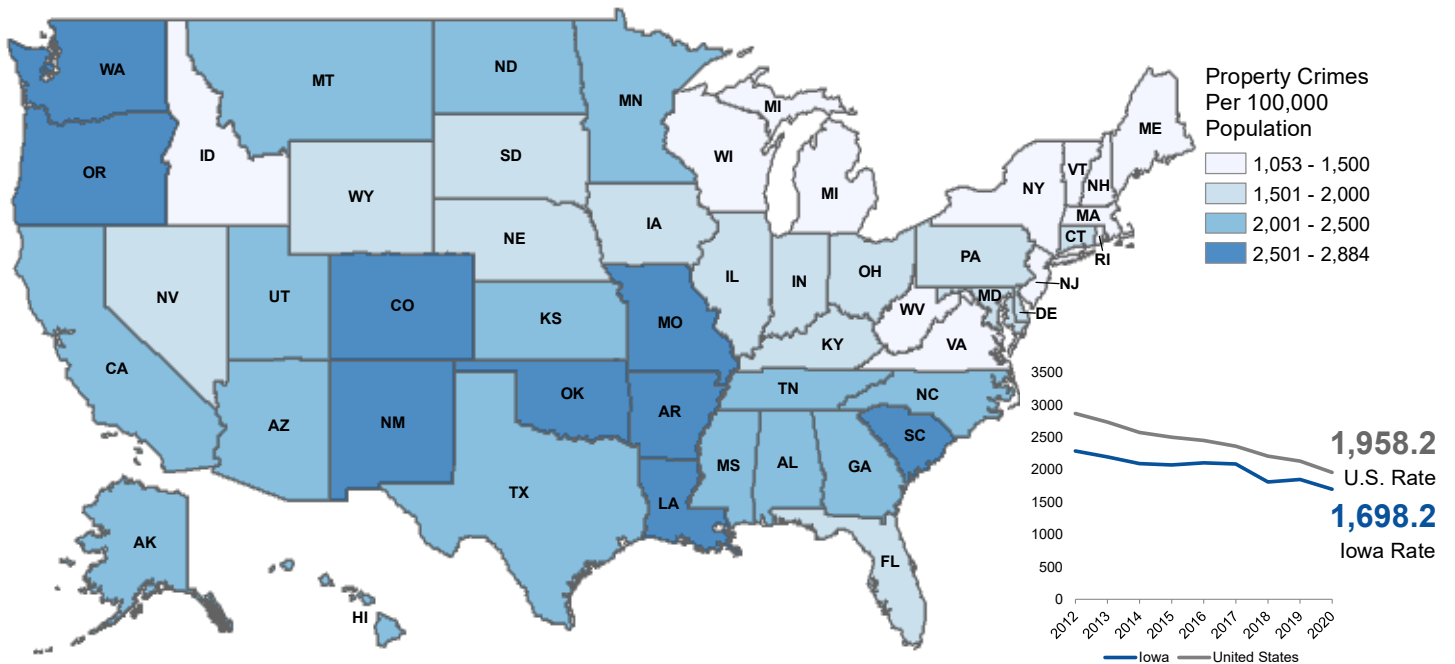 WA
MT
ND
MN
MI
ME
OR
ID
SD
WI
VT
NH
NY
WY
MI
MA
IA
NE
CT
RI
PA
NV
UT
CO
IL
IN
OH
NJ
MD
DE
KS
MO
WV
KY
VA
CA
TN
NC
OK
AR
AZ
NM
SC
MS
AL
GA
TX
LA
AK
FL
HI
Property Crimes
Per 100,000
Population
1,053 - 1,500
1,501 - 2,000
2,001 - 2,500
2,501 - 2,884
3500
3000
2500
2000
1500
1000
500
0
2012 2013 2014 2015 2016 2017 2018 2019 2020
Iowa United States
1,958.2
U.S. Rate
1,698.2
Iowa Rate